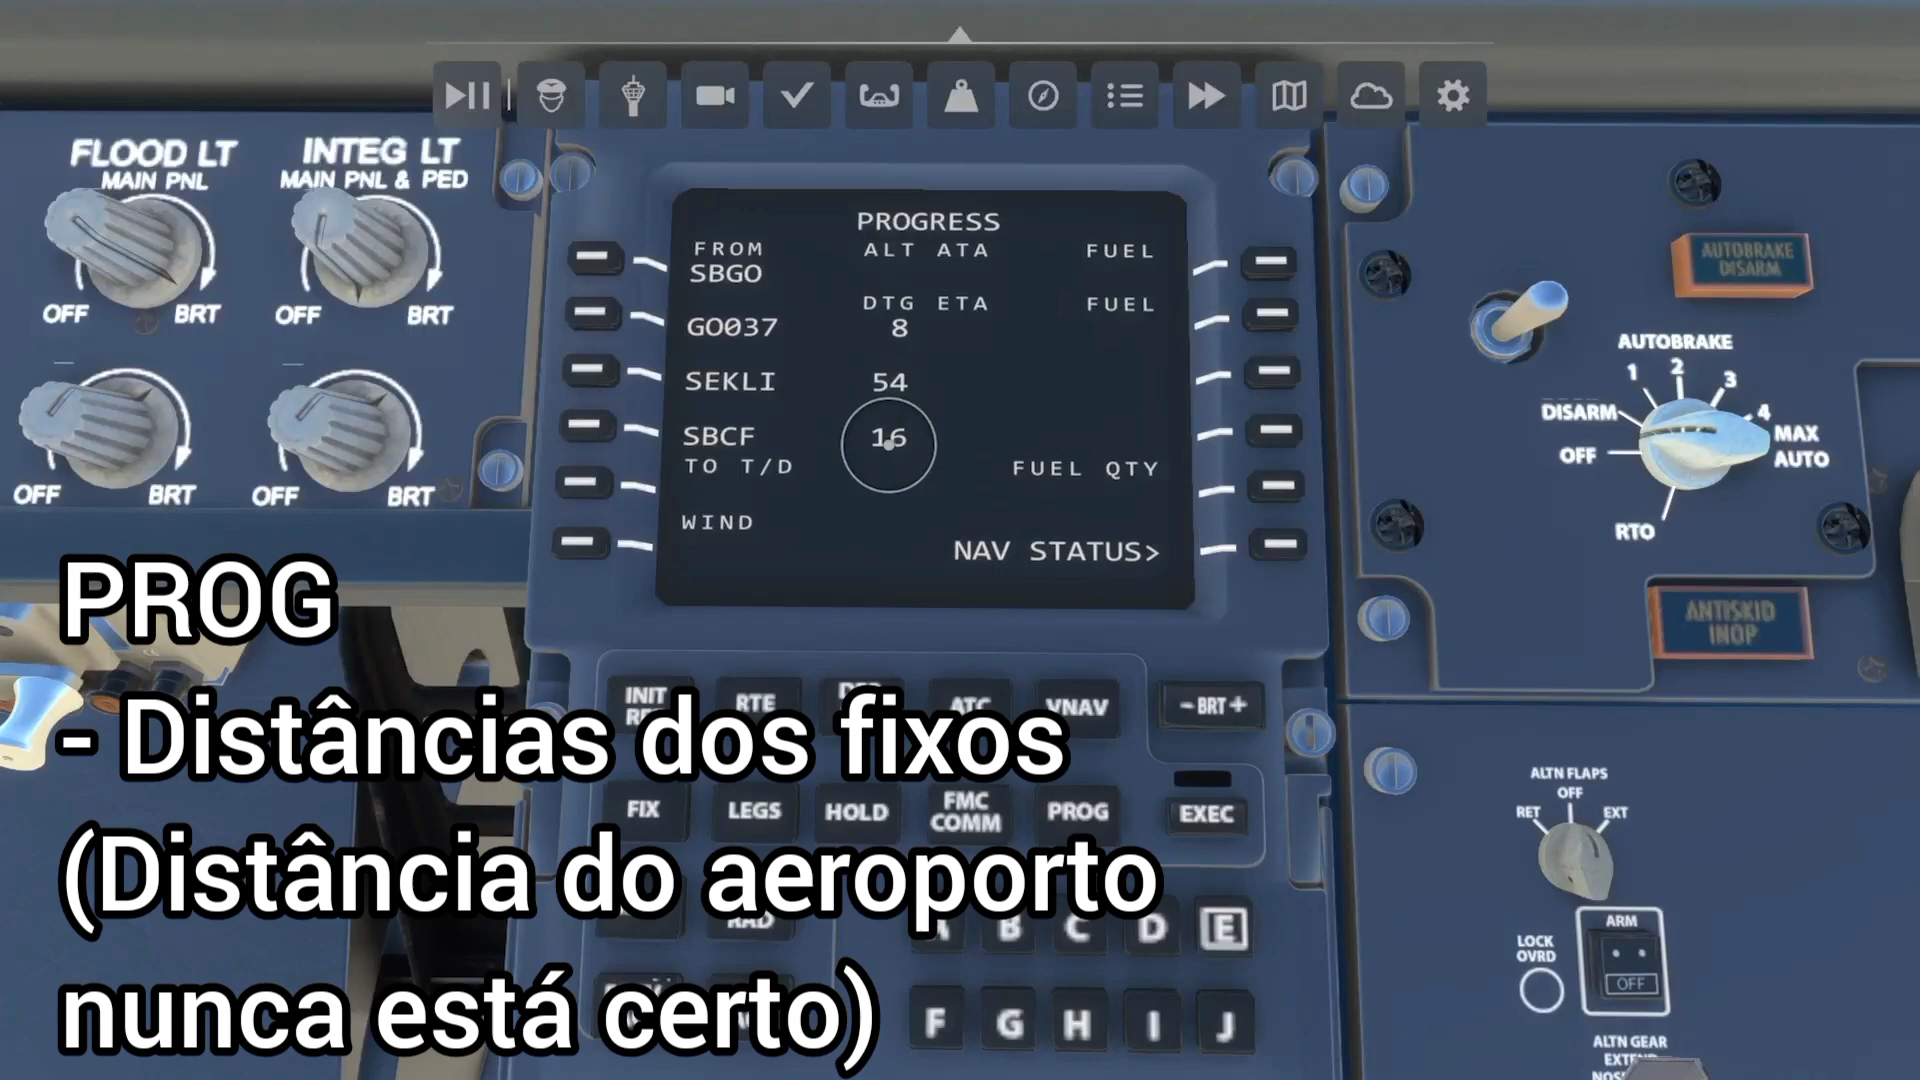 FLOOD LT
MAIN PNL
OFF BRT
INTEG LT
MAIN PNL & PED
OFF BRT
OFF BRT
OFF BRT
PROGRESS
FROM ALT ATA FUEL
SBGO
DTG ETA FUEL
GO037 8
SEKLI 54
SBCF 16
TO T/D FUEL QTY
WIND
NAV STATUS>
AUTOBRAKE
DISARM
AUTOBRAKE
1 2 3 4
DISARM
MAX
AUTO
OFF
RTO
ANTISKID
INOP
PROG
- Distâncias dos fixos
(Distância do aeroporto
nunca está certo)
INIT RTE ATC VNAV -BRT+
FIX LEGS HOLD FMC
COMM PROG EXEC
RAD
B C D E
F G H I J
ALTN FLAPS
OFF
RET EXT
ARM
LOCK
OVRD
OFF
ALTN GEAR